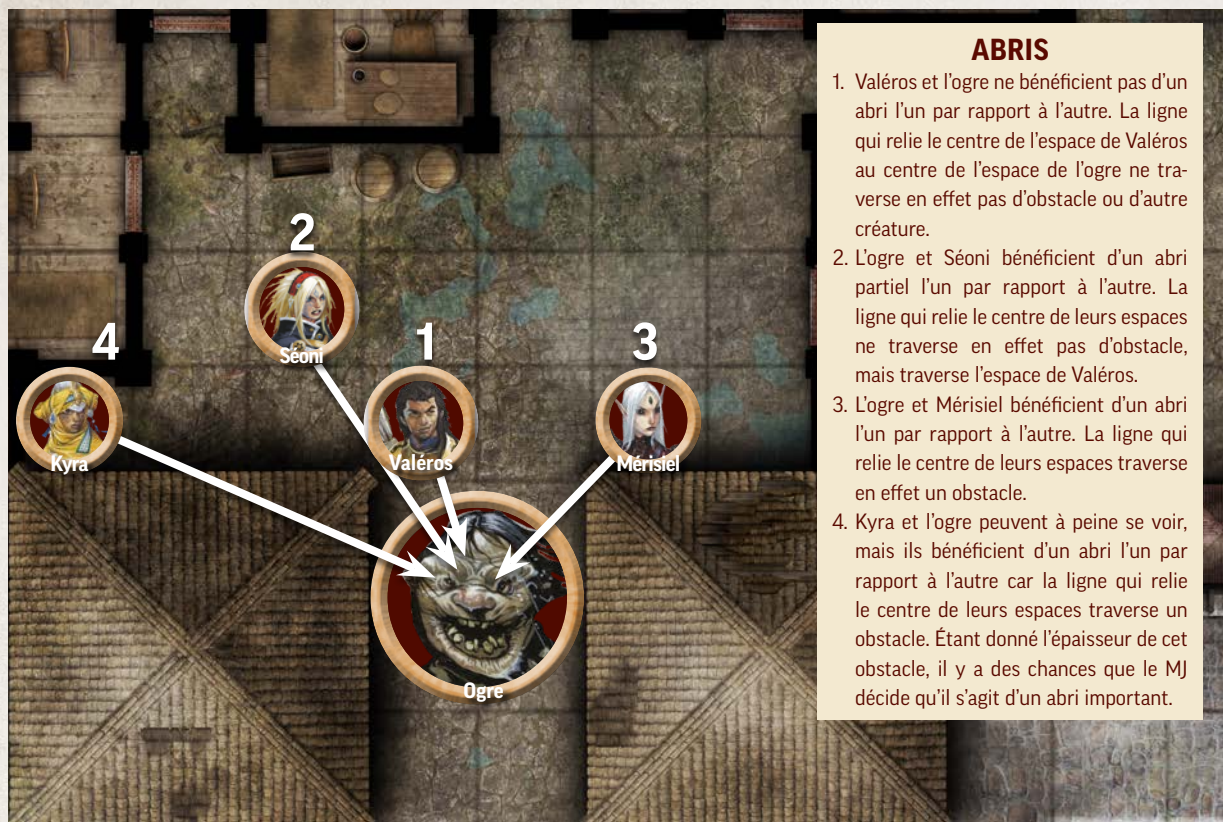 2
Séoni
4
1
3
Kyra
Valéros
Mérisiel
Ogre
ABRIS
1. Valéros et l'ogre ne bénéficient pas d'un
abri l'un par rapport à l'autre. La ligne
qui relie le centre de l'espace de Valéros
au centre de l'espace de l'ogre ne tra-
verse en effet pas d'obstacle ou d'autre
créature.
2. L'ogre et Séoni bénéficient d'un abri
partiel l'un par rapport à l'autre. La
ligne qui relie le centre de leurs espaces
ne traverse en effet pas d'obstacle,
mais traverse l'espace de Valéros.
3. L'ogre et Mérisiel bénéficient d'un abri
l'un par rapport à l'autre. La ligne qui
relie le centre de leurs espaces traverse
en effet un obstacle.
4. Kyra et l'ogre peuvent à peine se voir,
mais ils bénéficient d'un abri l'un par
rapport à l'autre car la ligne qui relie
le centre de leurs espaces traverse un
obstacle. Étant donné l'épaisseur de cet
obstacle, il y a des chances que le MJ
décide qu'il s'agit d'un abri important.